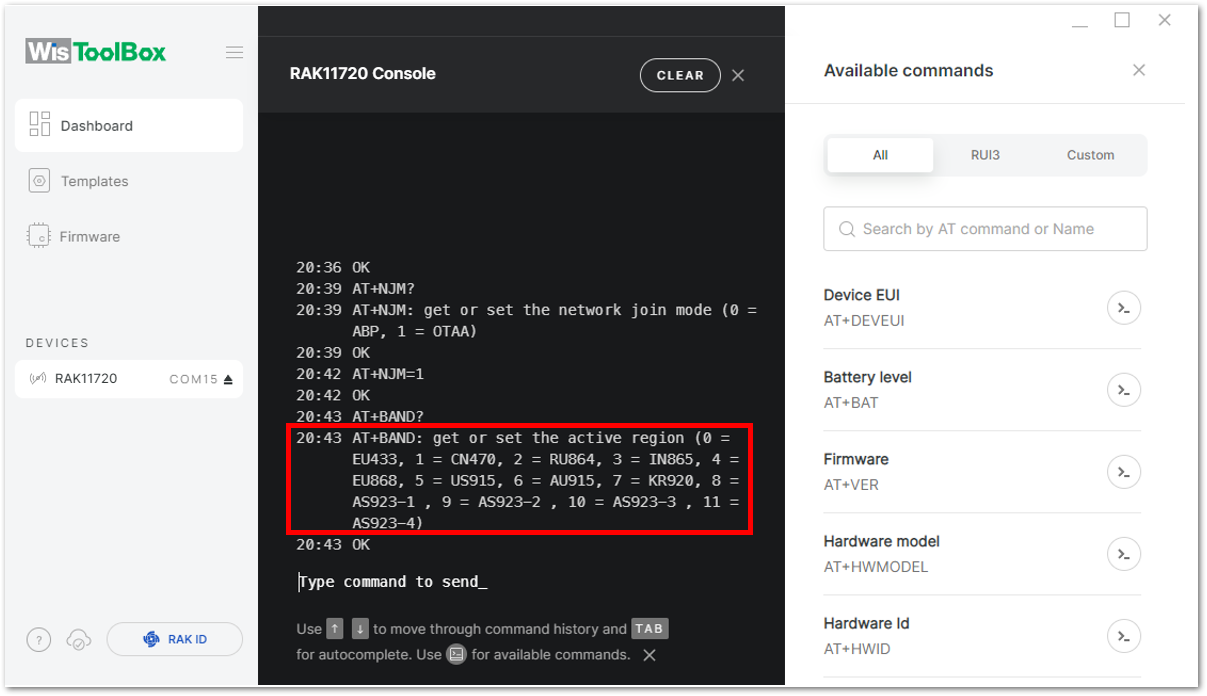 WisToolBox
Dashboard
Templates
Firmware
DEVICES
RAK11720 COM15
?
RAK ID
RAK11720 Console
CLEAR
20:36 OK
20:39 AT+NJM?
20:39 AT+NJM: get or set the network join mode (0 =
ABP, 1 = OTAA)
20:39 OK
20:42 AT+NJM=1
20:42 OK
20:43 AT+BAND?
20:43 AT+BAND: get or set the active region (0 =
EU433, 1 = CN470, 2 = RU864, 3 = IN865, 4 =
EU868, 5 = US915, 6 = AU915, 7 = KR920, 8 =
AS923-1 , 9 = AS923-2 , 10 = AS923-3 , 11 =
AS923-4)
20:43 OK
Type command to send_
Use ↑ ↓ to move through command history and TAB
for autocomplete. Use for available commands.
Available commands
All RUI3 Custom
Search by AT command or Name
Device EUI
AT+DEVEUI
Battery level
AT+BAT
Firmware
AT+VER
Hardware model
AT+HWMODEL
Hardware Id
AT+HWID